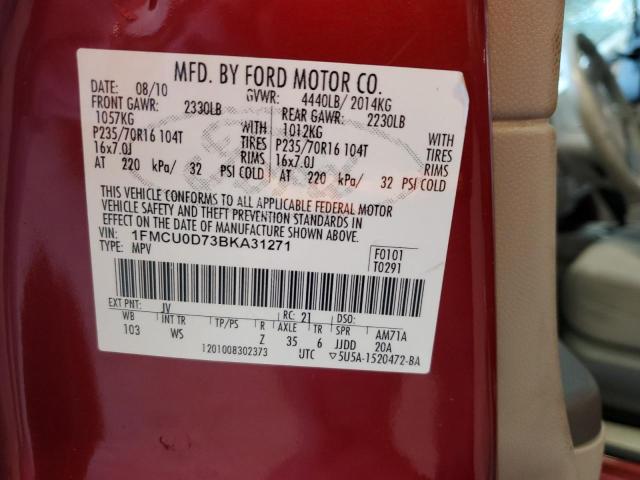 MFD. BY FORD MOTOR CO.
DATE: 08/10 GVWR: 4440LB/ 2014KG
FRONT GAWR: 2330LB REAR GAWR: 2230LB
1057KG WITH 1012KG WITH
P235/70R16 104T TIRES P235/70R16 104T TIRES
16x7.0J RIMS 16x7.0J RIMS
AT 220 kPa/ 32 PSI COLD AT 220 kPa/ 32 PSI COLD
THIS VEHICLE CONFORMS TO ALL APPLICABLE FEDERAL MOTOR
VEHICLE SAFETY AND THEFT PREVENTION STANDARDS IN
EFFECT ON THE DATE OF MANUFACTURE SHOWN ABOVE.
VIN: 1FMCU0D73BKA31271
TYPE: MPV
F0101
T0291
EXT PNT: JV RC: 21 DSO:
WB INT TR TP/PS R AXLE TR SPR AM71A
103 WS Z 35 6 JJDD 20A
1201008302373 UTC ▽5U5A-1520472-BA